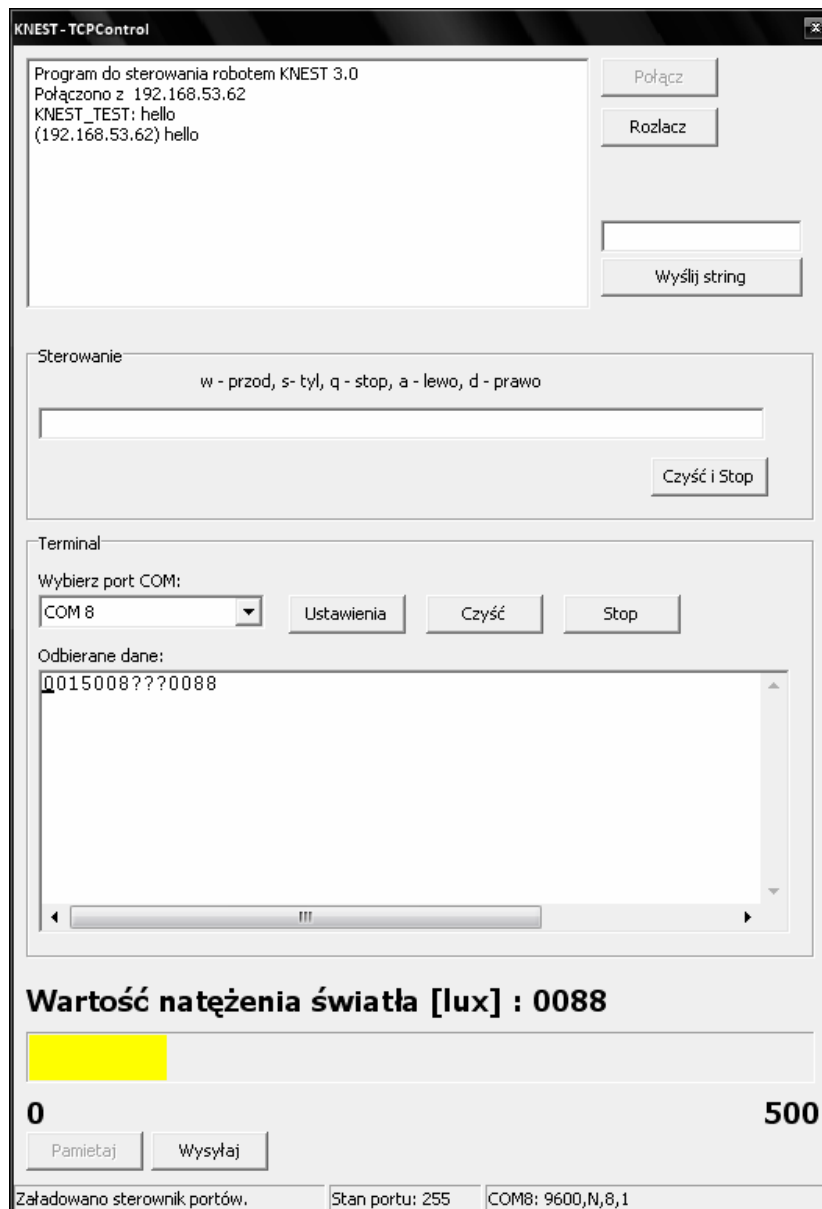 KNEST-TCPControl
Program do sterowania robotem KNEST 3.0
Połączono z 192.168.53.62
KNEST_TEST: hello
(192.168.53.62) hello
Połącz
Rozlacz
Wyślij string
Sterowanie
w - przod, s- tyl, q - stop, a - lewo, d - prawo
Czyść i Stop
Terminal
Wybierz port COM:
COM 8
Ustawienia
Czyść
Stop
Odbierane dane:
0015008???0088
Wartość natężenia światła [lux] : 0088
0
500
Pamietaj
Wysyłaj
Załadowano sterownik portów.
Stan portu: 255
COM8: 9600,N,8,1